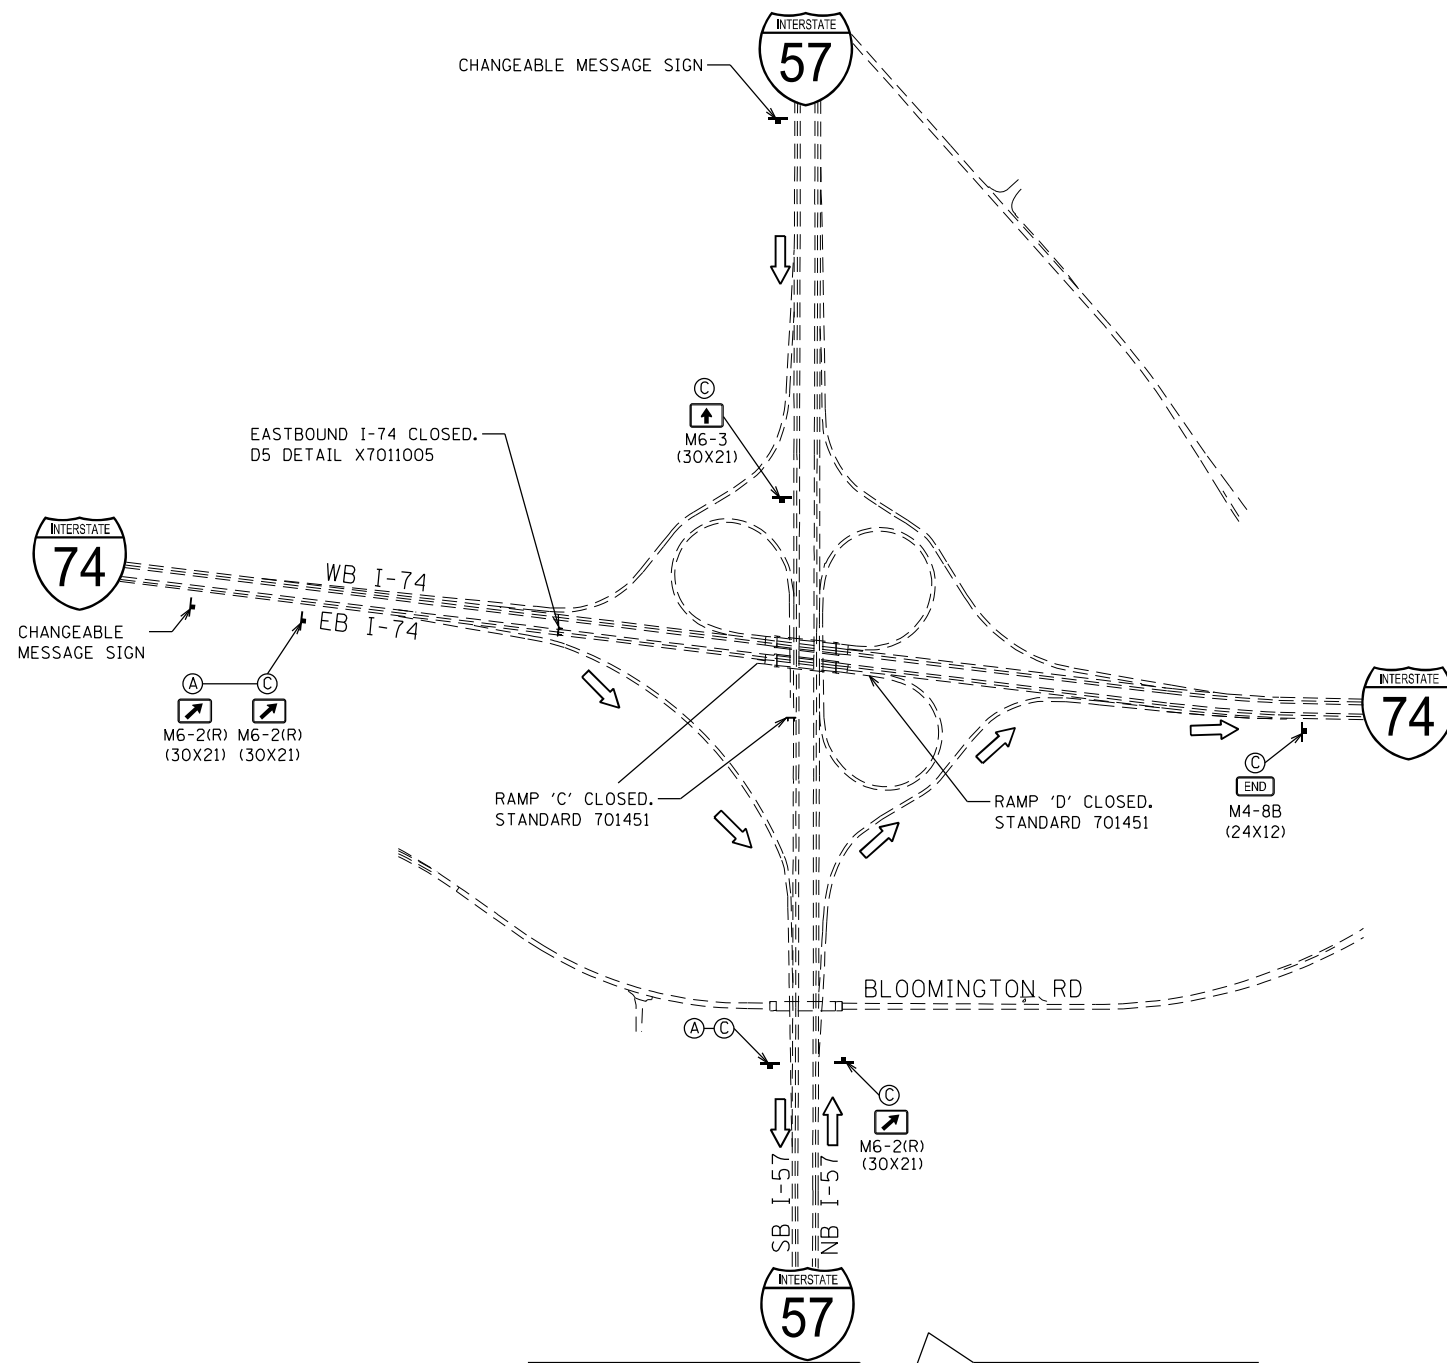 INTERSTATE
57
CHANGEABLE MESSAGE SIGN
C
M6-3
(30X21)
EASTBOUND I-74 CLOSED.
D5 DETAIL X7011005
INTERSTATE
74
WB I-74
EB I-74
CHANGEABLE
MESSAGE SIGN
A C
M6-2(R) M6-2(R)
(30X21) (30X21)
INTERSTATE
74
RAMP 'C' CLOSED.
STANDARD 701451
RAMP 'D' CLOSED.
STANDARD 701451
C
END
M4-8B
(24X12)
BLOOMINGTON RD
A C
C
M6-2(R)
(30X21)
SB I-57
NB I-57
INTERSTATE
57